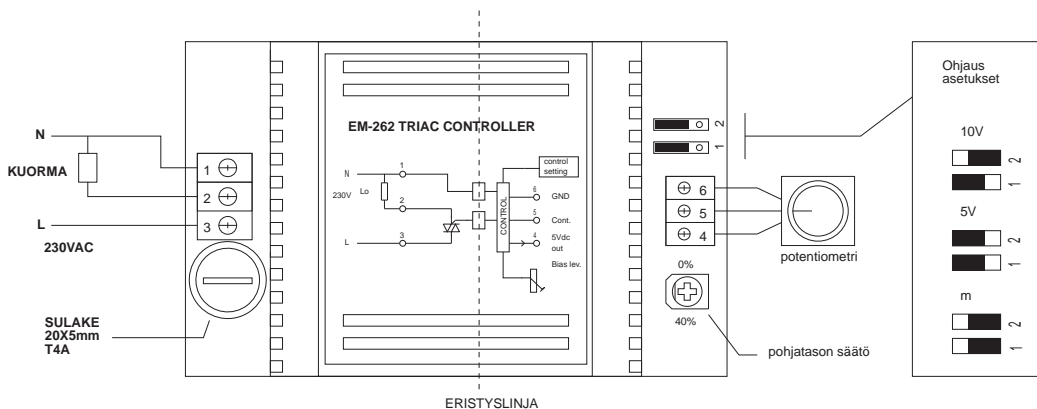 N
KUORMA
L
230VAC
SULAKE
20X5mm
T4A
1
2
3
EM-262 TRIAC CONTROLLER
N
230V
Lo
L
1
2
3
CONTROL
control
setting
6
GND
5
Cont.
4
5Vdc
out
Bias lev.
2
1
6
5
4
0%
40%
potentiometri
pohjatason säätö
Ohjaus
asetukset
10V
2
1
5V
2
1
m
2
1
ERISTYSLINJA